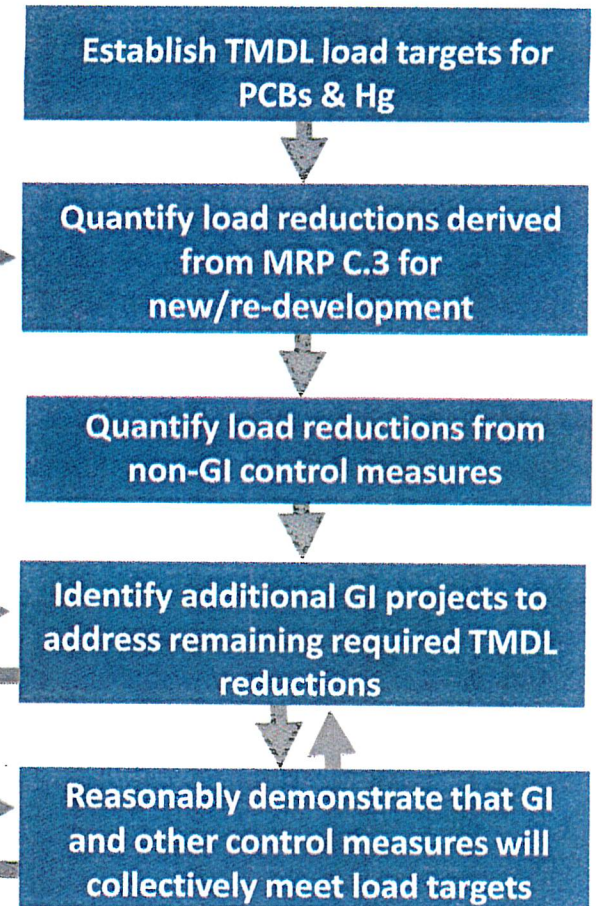 Establish TMDL load targets for
PCBs & Hg
Quantify load reductions derived
from MRP C.3 for
new/re-development
Quantify load reductions from
non-GI control measures
Identify additional GI projects to
address remaining required TMDL
reductions
Reasonably demonstrate that GI
and other control measures will
collectively meet load targets